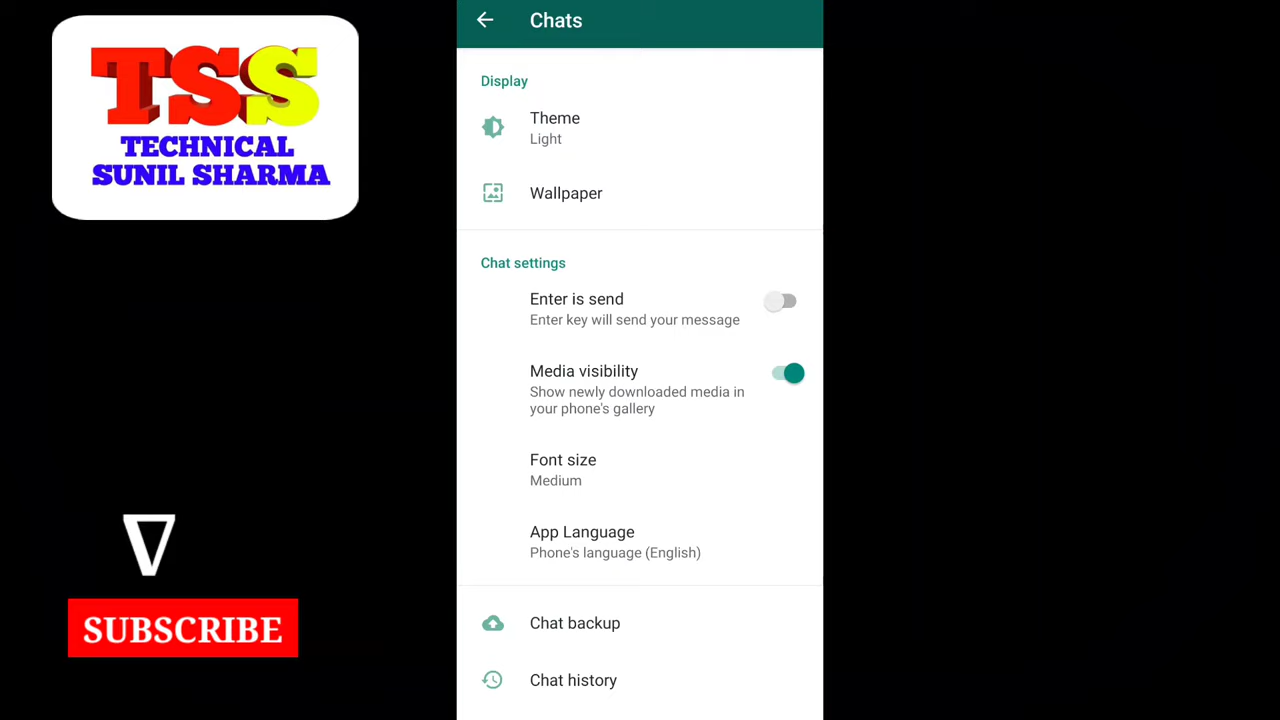 TSS
TECHNICAL
SUNIL SHARMA
SUBSCRIBE
Chats
Display
Theme
Light
Wallpaper
Chat settings
Enter is send
Enter key will send your message
Media visibility
Show newly downloaded media in
your phone's gallery
Font size
Medium
App Language
Phone's language (English)
Chat backup
Chat history